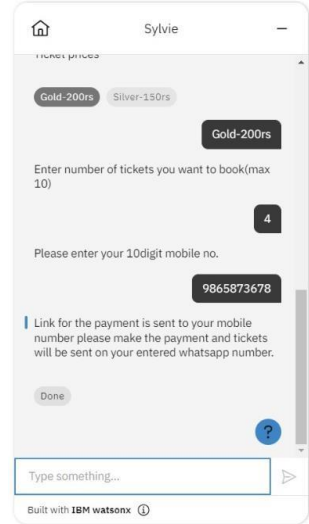 Sylvie
Ticket prices
Gold-200rs Silver-150rs
Gold-200rs
Enter number of tickets you want to book(max
10)
4
Please enter your 10digit mobile no.
9865873678
Link for the payment is sent to your mobile
number please make the payment and tickets
will be sent on your entered whatsapp number.
Done
?
Type something...
Built with IBM watsonx